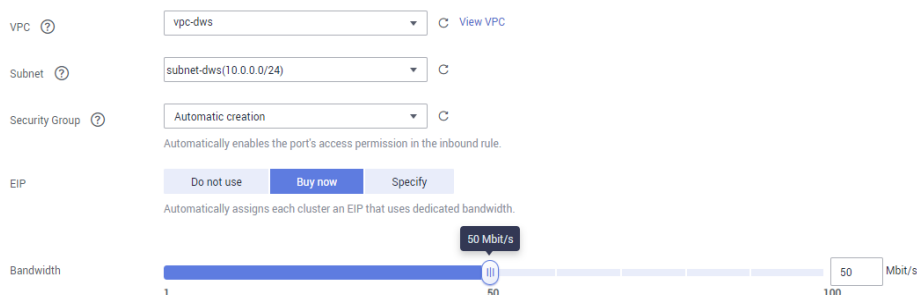 VPC ? vpc-dws View VPC
Subnet ? subnet-dws(10.0.0.0/24)
Security Group ? Automatic creation
Automatically enables the port's access permission in the inbound rule.
EIP Do not use Buy now Specify
Automatically assigns each cluster an EIP that uses dedicated bandwidth.
50 Mbit/s
Bandwidth 50 Mbit/s
1 50 100